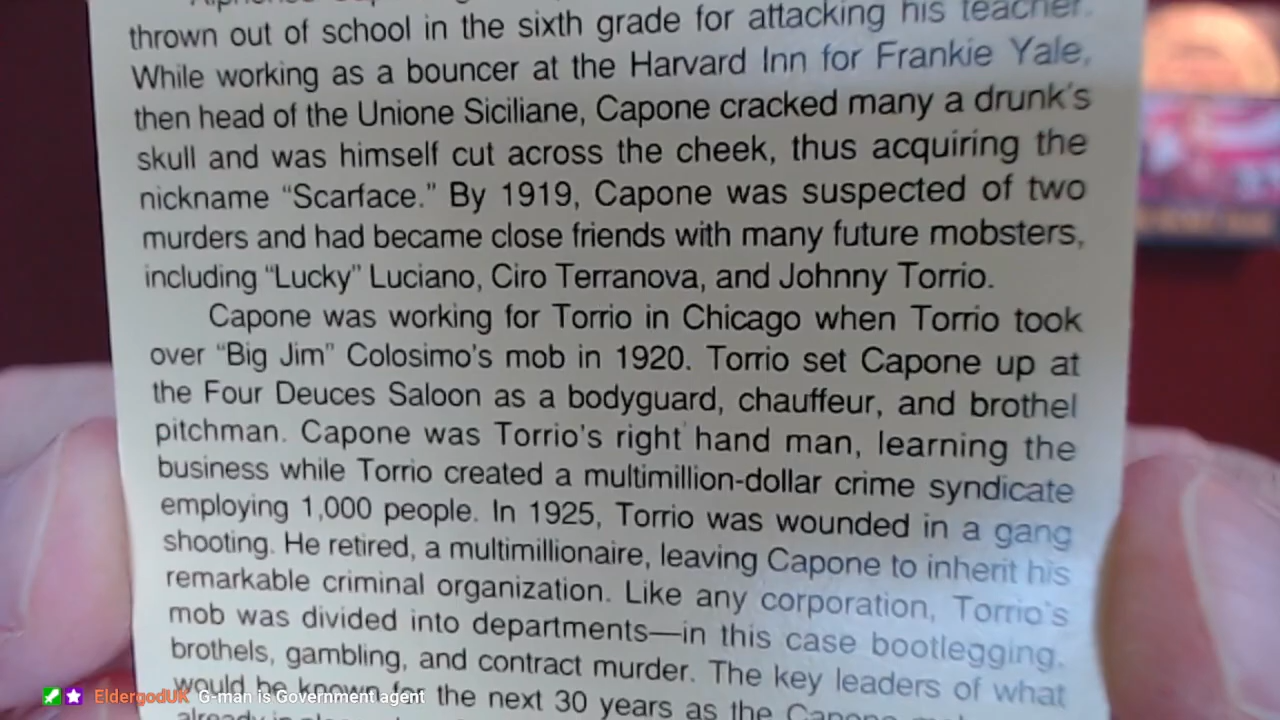 thrown out of school in the sixth grade for attacking his teacher.
While working as a bouncer at the Harvard Inn for Frankie Yale,
then head of the Unione Siciliane, Capone cracked many a drunk's
skull and was himself cut across the cheek, thus acquiring the
nickname “Scarface.” By 1919, Capone was suspected of two
murders and had became close friends with many future mobsters,
including “Lucky” Luciano, Ciro Terranova, and Johnny Torrio.
Capone was working for Torrio in Chicago when Torrio took
over “Big Jim” Colosimo's mob in 1920. Torrio set Capone up at
the Four Deuces Saloon as a bodyguard, chauffeur, and brothel
pitchman. Capone was Torrio's right hand man, learning the
business while Torrio created a multimillion-dollar crime syndicate
employing 1,000 people. In 1925, Torrio was wounded in a gang
shooting. He retired, a multimillionaire, leaving Capone to inherit his
remarkable criminal organization. Like any corporation, Torrio's
mob was divided into departments—in this case bootlegging,
brothels, gambling, and contract murder. The key leaders of what
would be known for the next 30 years as the Capone
EldergodUK G-man is Government agent